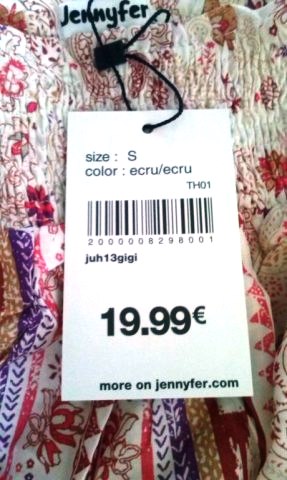 Jennyfer
size : S
color : ecru/ecru
TH01
2000008298001
juh13gigi
19.99€
more on jennyfer.com